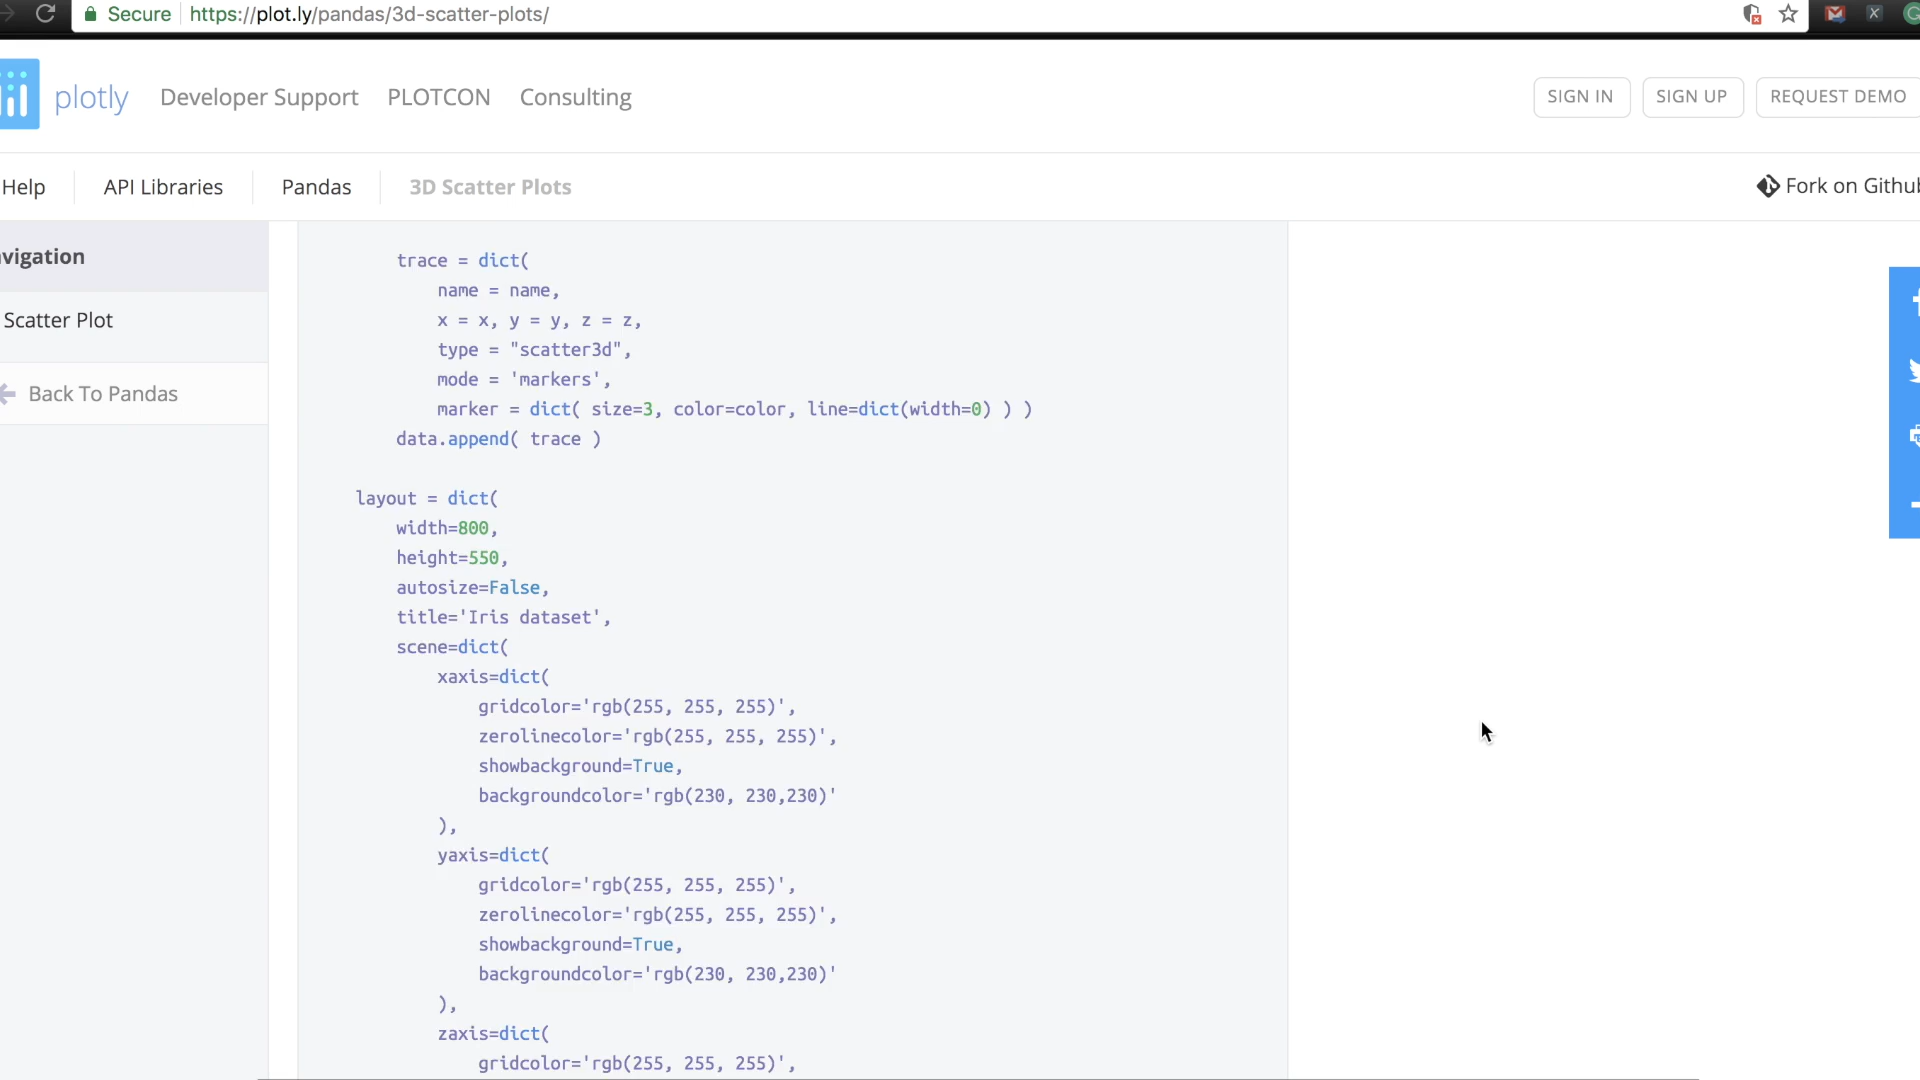 Secure https://plot.ly/pandas/3d-scatter-plots/
plotly Developer Support PLOTCON Consulting SIGN IN SIGN UP REQUEST DEMO
Help API Libraries Pandas 3D Scatter Plots Fork on Github
vigation
Scatter Plot
Back To Pandas
trace = dict(
name = name,
x = x, y = y, z = z,
type = "scatter3d",
mode = 'markers',
marker = dict( size=3, color=color, line=dict(width=0) ) )
data.append( trace )
layout = dict(
width=800,
height=550,
autosize=False,
title='Iris dataset',
scene=dict(
xaxis=dict(
gridcolor='rgb(255, 255, 255)',
zerolinecolor='rgb(255, 255, 255)',
showbackground=True,
backgroundcolor='rgb(230, 230,230)'
),
yaxis=dict(
gridcolor='rgb(255, 255, 255)',
zerolinecolor='rgb(255, 255, 255)',
showbackground=True,
backgroundcolor='rgb(230, 230,230)'
),
zaxis=dict(
gridcolor='rgb(255, 255, 255)',